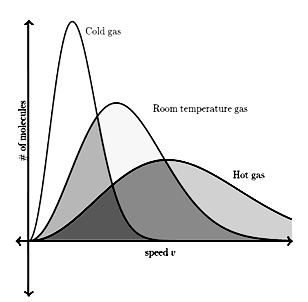 Cold gas
Room temperature gas
Hot gas
# of molecules
speed v